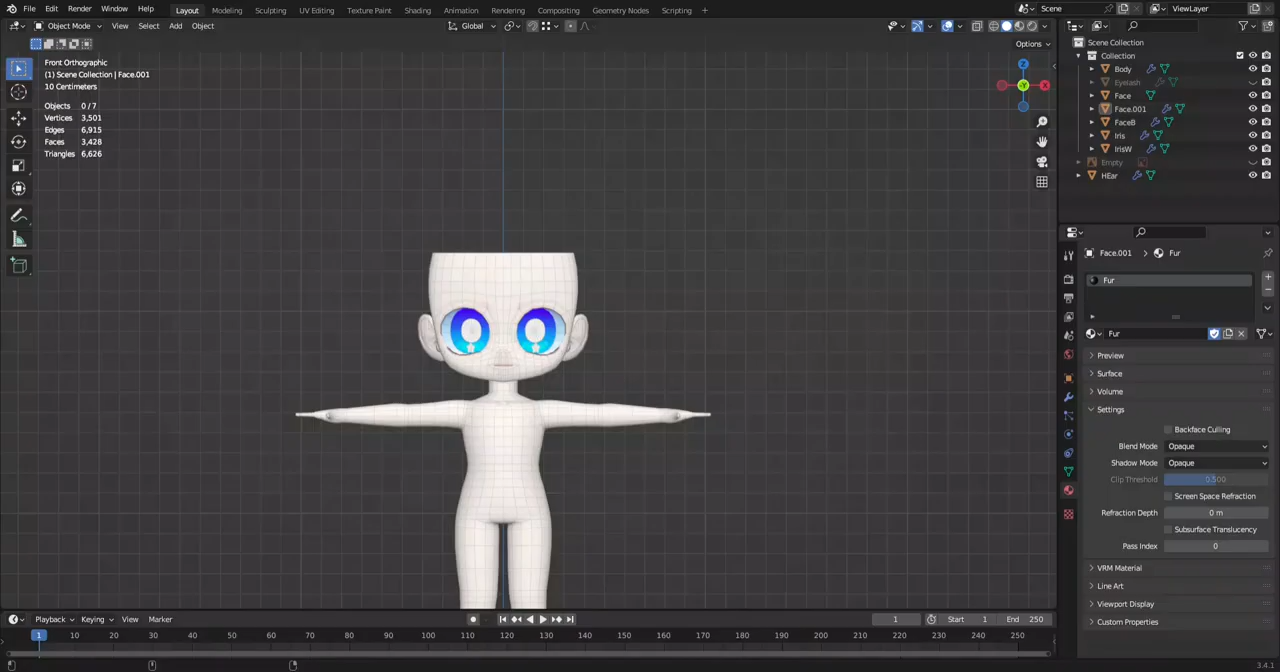 File Edit Render Window Help Layout Modeling Sculpting UV Editing Texture Paint Shading Animation Rendering Compositing Geometry Nodes Scripting + Scene ViewLayer
Object Mode View Select Add Object Global
Options
Front Orthographic
(1) Scene Collection | Face.001
10 Centimeters
Objects 0 / 7
Vertices 3,501
Edges 6,915
Faces 3,428
Triangles 6,626
Z
Y
X
Scene Collection
Collection
Body
Eyelash
Face
Face.001
FaceB
Iris
IrisW
Empty
HEar
Face.001 > Fur
Fur
Fur
Preview
Surface
Volume
Settings
Backface Culling
Blend Mode Opaque
Shadow Mode Opaque
Clip Threshold 0.500
Screen Space Refraction
Refraction Depth 0 m
Subsurface Translucency
Pass Index 0
VRM Material
Line Art
Viewport Display
Custom Properties
Playback Keying View Marker 1 Start 1 End 250
1 10 20 30 40 50 60 70 80 90 100 110 120 130 140 150 160 170 180 190 200 210 220 230 240 250
3.4.1